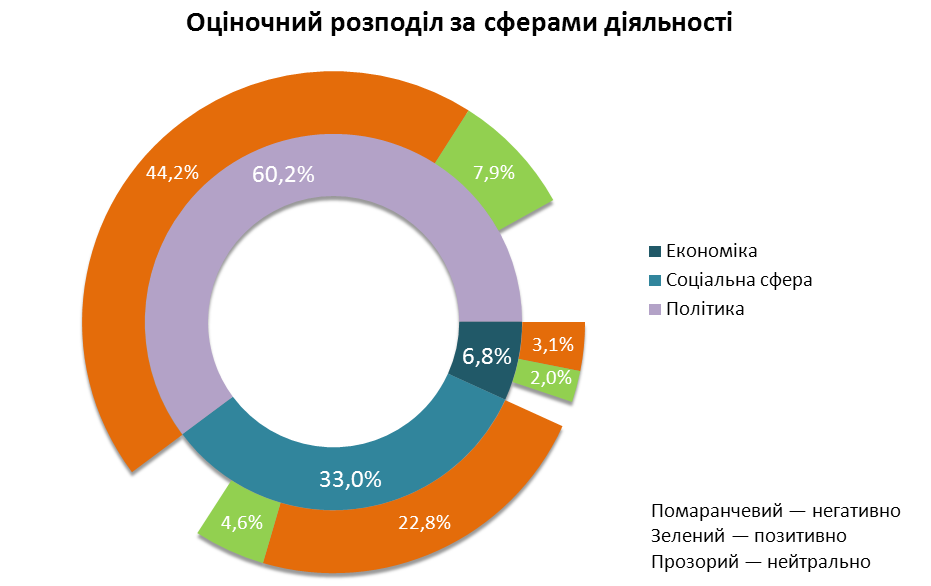 Оціночний розподіл за сферами діяльності
44,2%
60,2%
7,9%
Економіка
Соціальна сфера
Політика
3,1%
6,8%
2,0%
33,0%
4,6%
22,8%
Помаранчевий — негативно
Зелений — позитивно
Прозорий — нейтрально